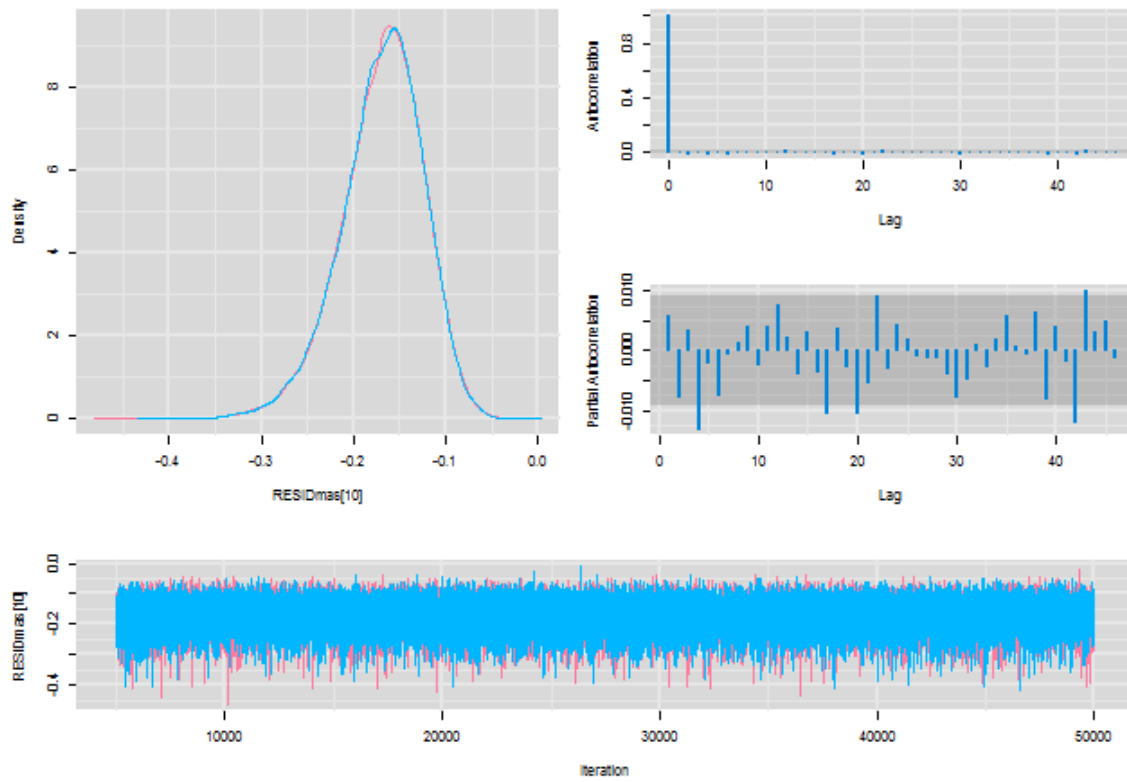 Density
0 2 4 6 8
-0.4 -0.3 -0.2 -0.1 0.0
RESIDmas[10]
Autocorrelation
0.0 0.4 0.8
0 10 20 30 40
Lag
Partial Autocorrelation
-0.010 0.000 0.010
0 10 20 30 40
Lag
RESIDmas[10]
-0.4 -0.2 0.0
10000 20000 30000 40000 50000
Iteration